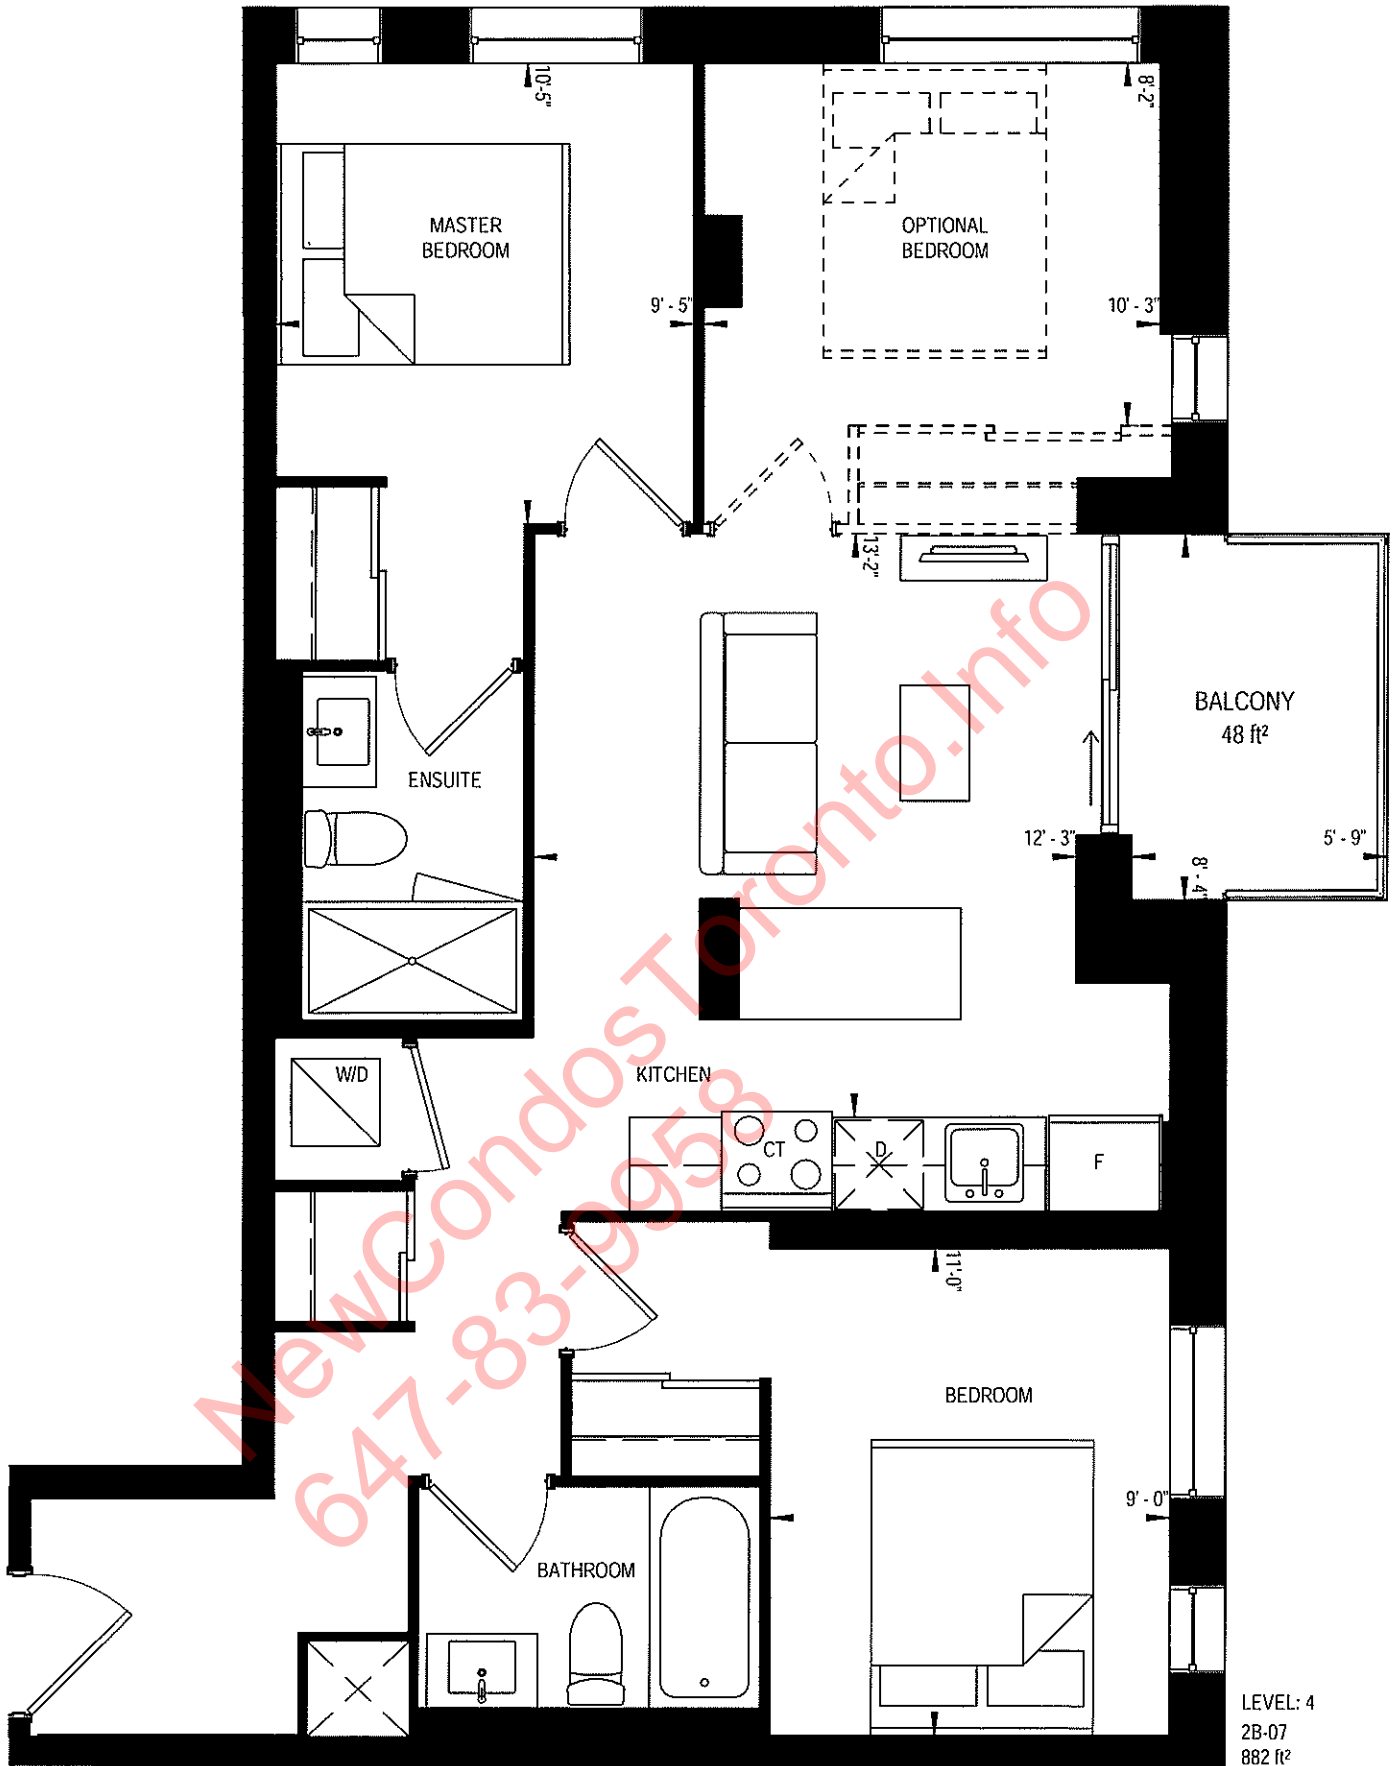 10'-5"
8'-2"
MASTER
BEDROOM
OPTIONAL
BEDROOM
9' - 5"
10' - 3"
13'-2"
BALCONY
48 ft²
ENSUITE
12' - 3"
5' - 9"
8' - 4"
W/D
KITCHEN
CT
D
F
11'-0"
BEDROOM
9' - 0"
BATHROOM
LEVEL: 4
2B-07
882 ft²
NewCondosToronto.Info
647-83-9958